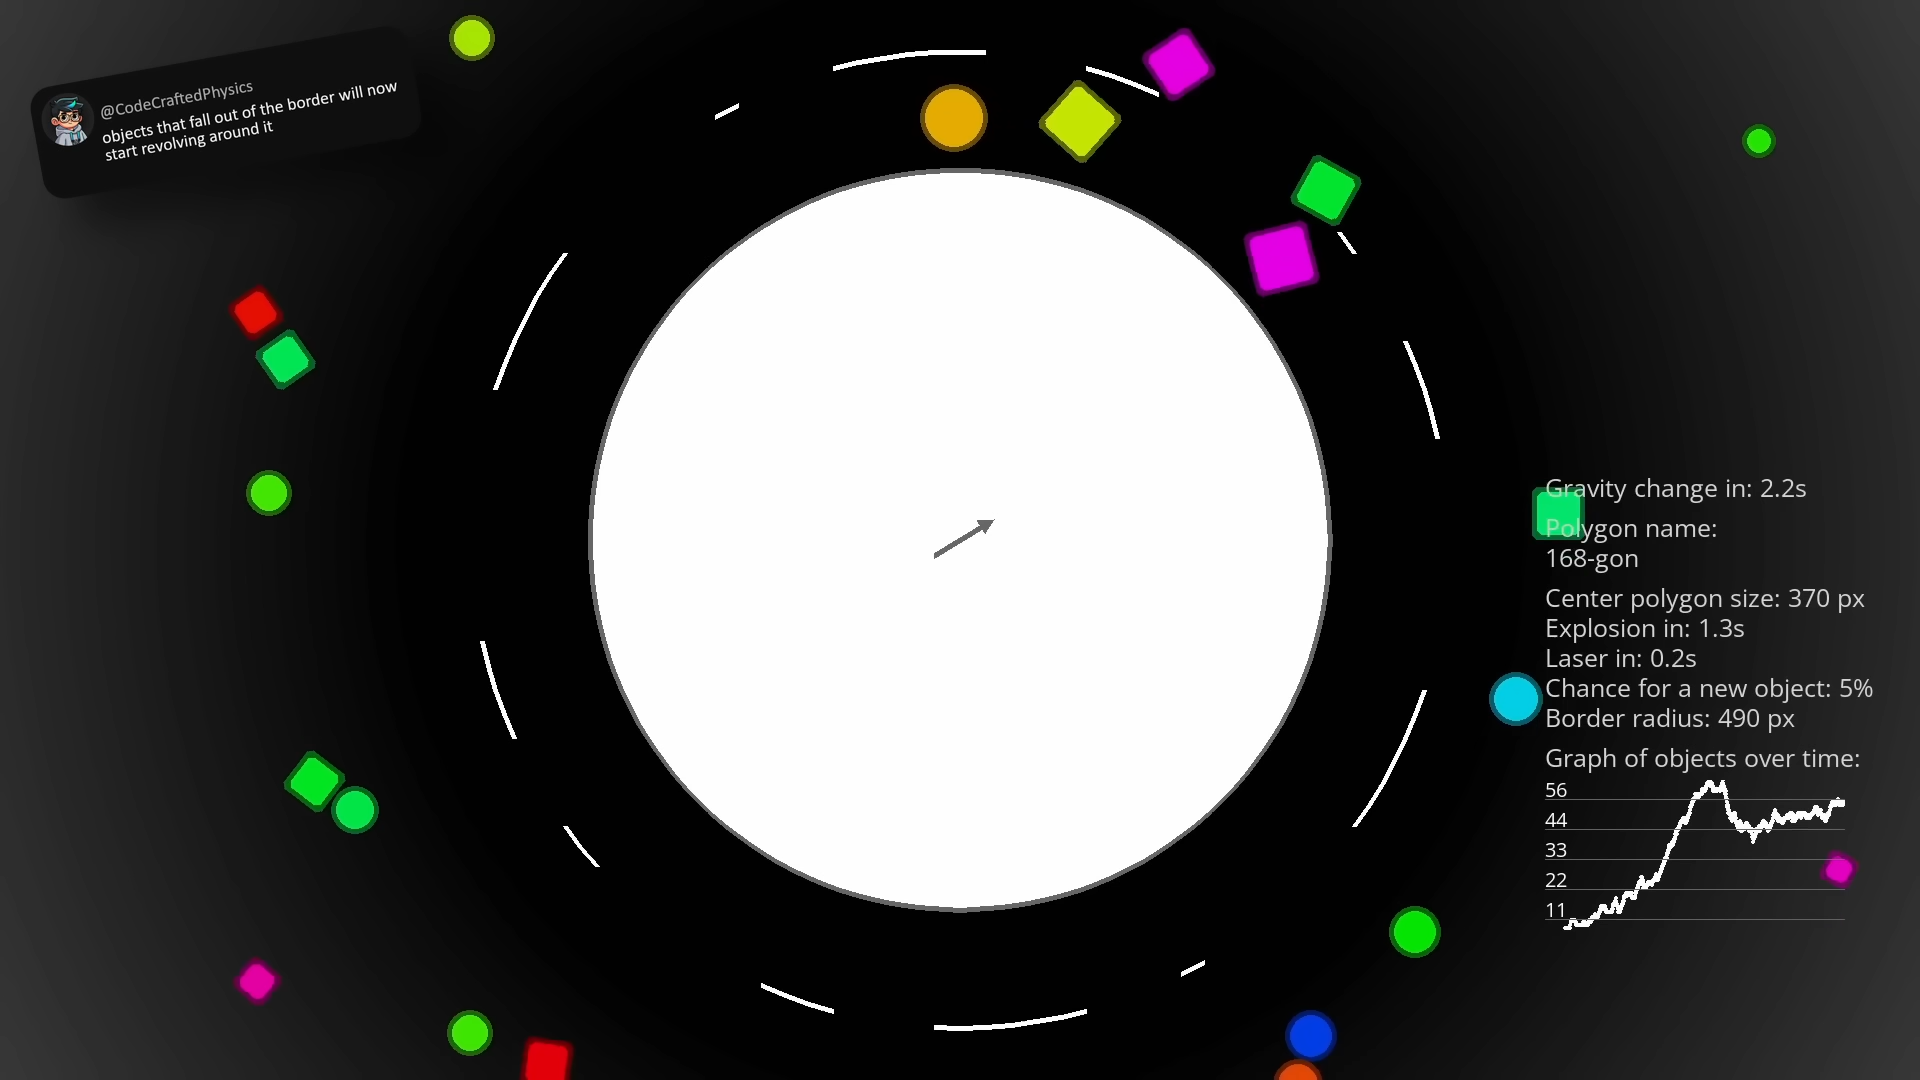 @CodeCraftedPhysics
objects that fall out of the border will now
start revolving around it
Gravity change in: 2.2s
Polygon name:
168-gon
Center polygon size: 370 px
Explosion in: 1.3s
Laser in: 0.2s
Chance for a new object: 5%
Border radius: 490 px
Graph of objects over time:
56
44
33
22
11